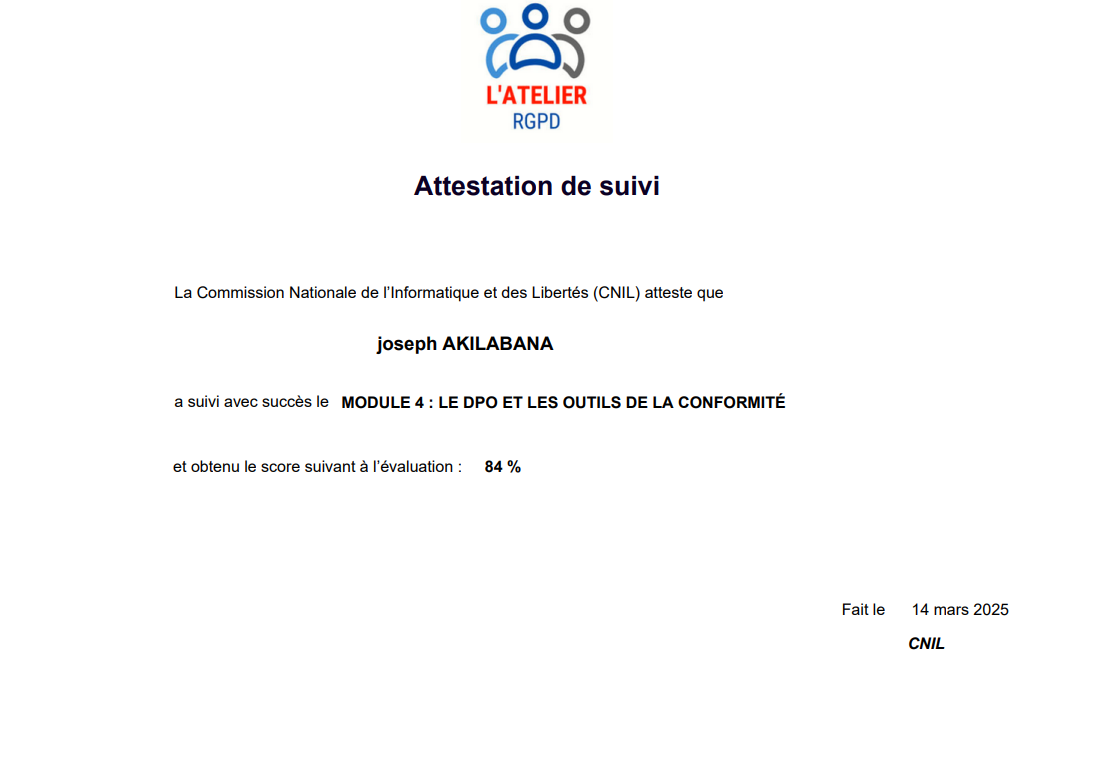 L'ATELIER
RGPD
Attestation de suivi
La Commission Nationale de l’Informatique et des Libertés (CNIL) atteste que
joseph AKILABANA
a suivi avec succès le MODULE 4 : LE DPO ET LES OUTILS DE LA CONFORMITÉ
et obtenu le score suivant à l’évaluation : 84 %
Fait le 14 mars 2025
CNIL